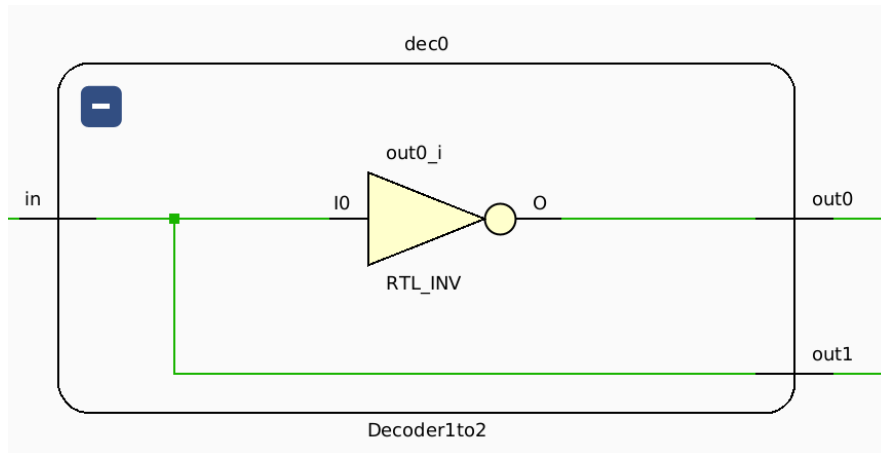 dec0
out0_i
in
I0
O
out0
RTL_INV
out1
Decoder1to2